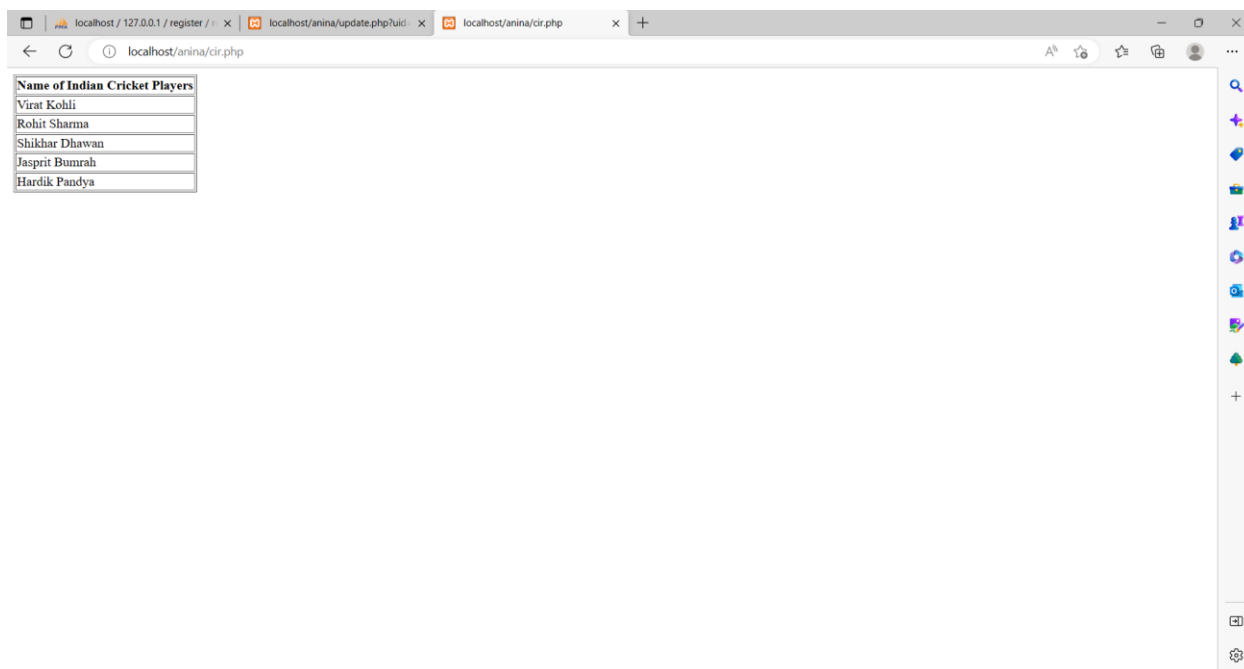 localhost / 127.0.0.1 / register / r
localhost/anina/update.php?uid=
localhost/anina/cir.php
localhost/anina/cir.php
Name of Indian Cricket Players
Virat Kohli
Rohit Sharma
Shikhar Dhawan
Jasprit Bumrah
Hardik Pandya